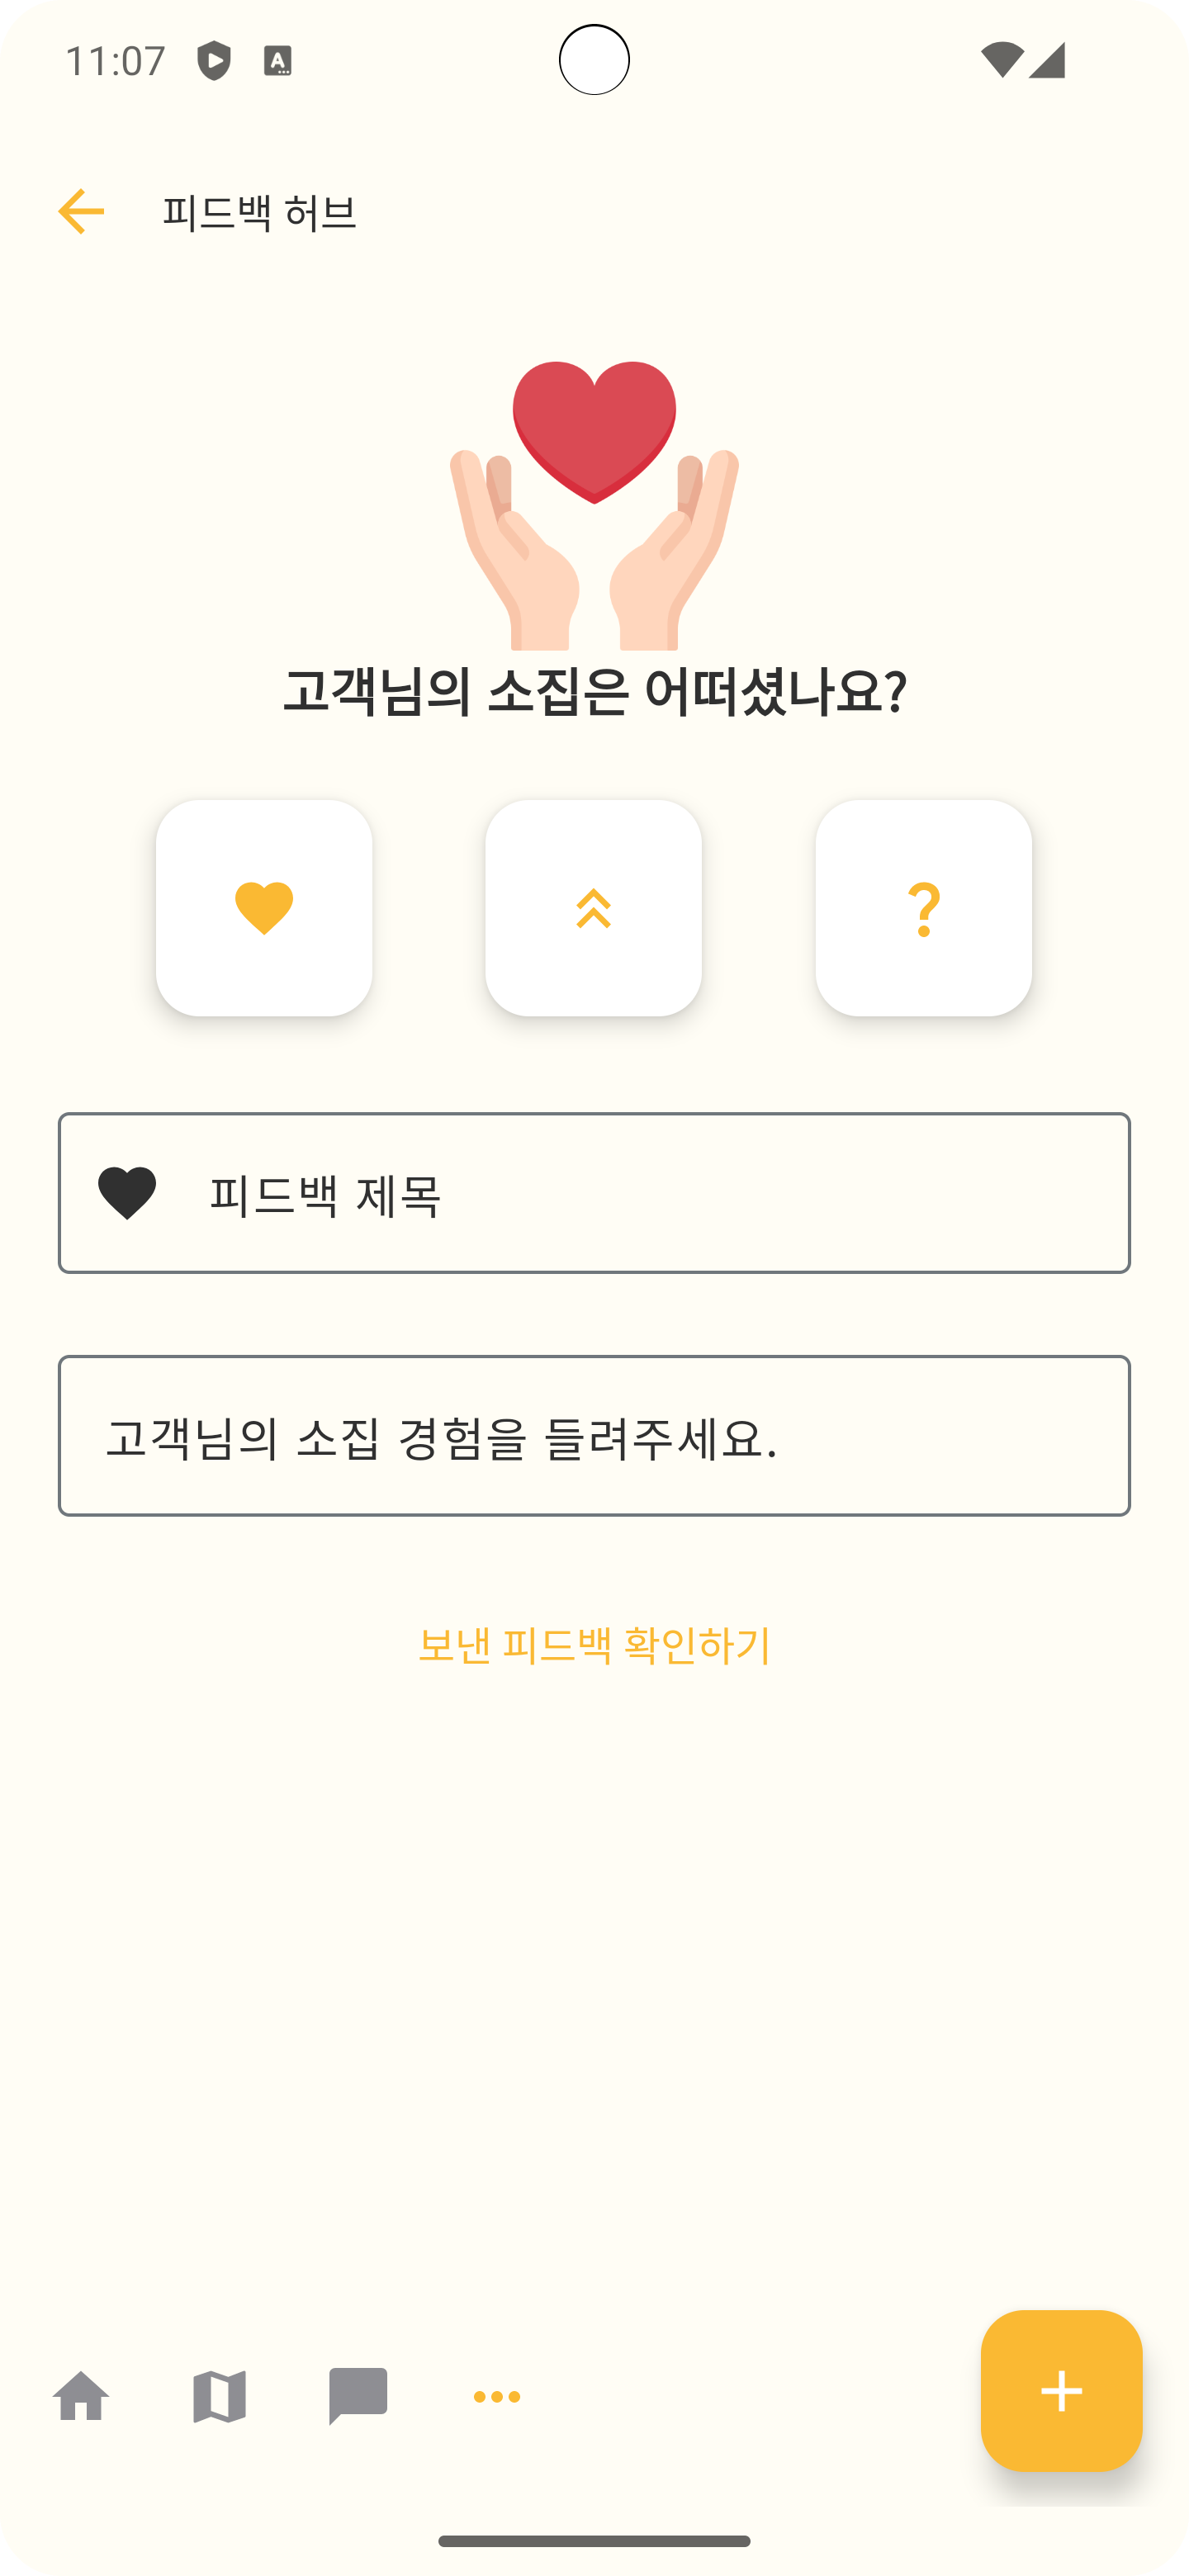 11:07
피드백 허브
고객님의 소집은 어떠셨나요?
피드백 제목
고객님의 소집 경험을 들려주세요.
보낸 피드백 확인하기